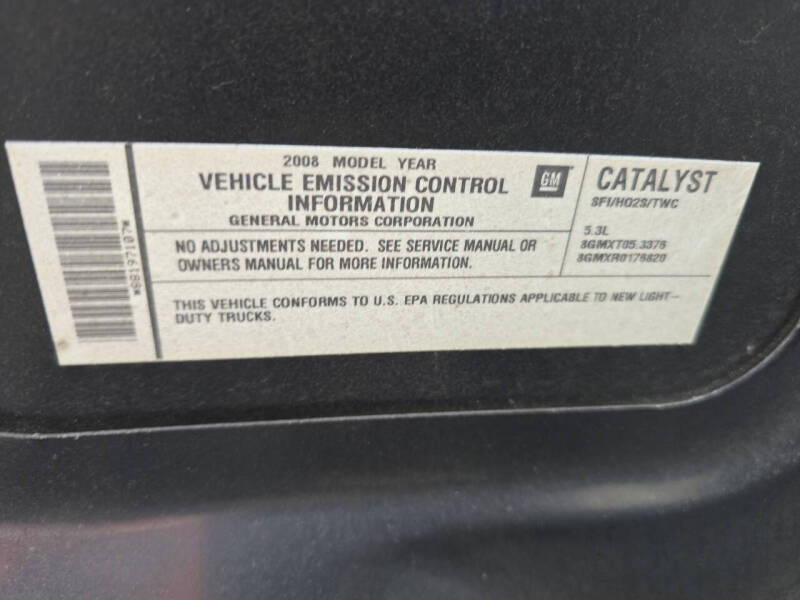 *88197107*
2008 MODEL YEAR
VEHICLE EMISSION CONTROL
INFORMATION
GENERAL MOTORS CORPORATION
GM
NO ADJUSTMENTS NEEDED. SEE SERVICE MANUAL OR
OWNERS MANUAL FOR MORE INFORMATION.
CATALYST
SFI/HO2S/TWC
5.3L
8GMXT05.3376
8GMXR0176820
THIS VEHICLE CONFORMS TO U.S. EPA REGULATIONS APPLICABLE TO NEW LIGHT-
DUTY TRUCKS.